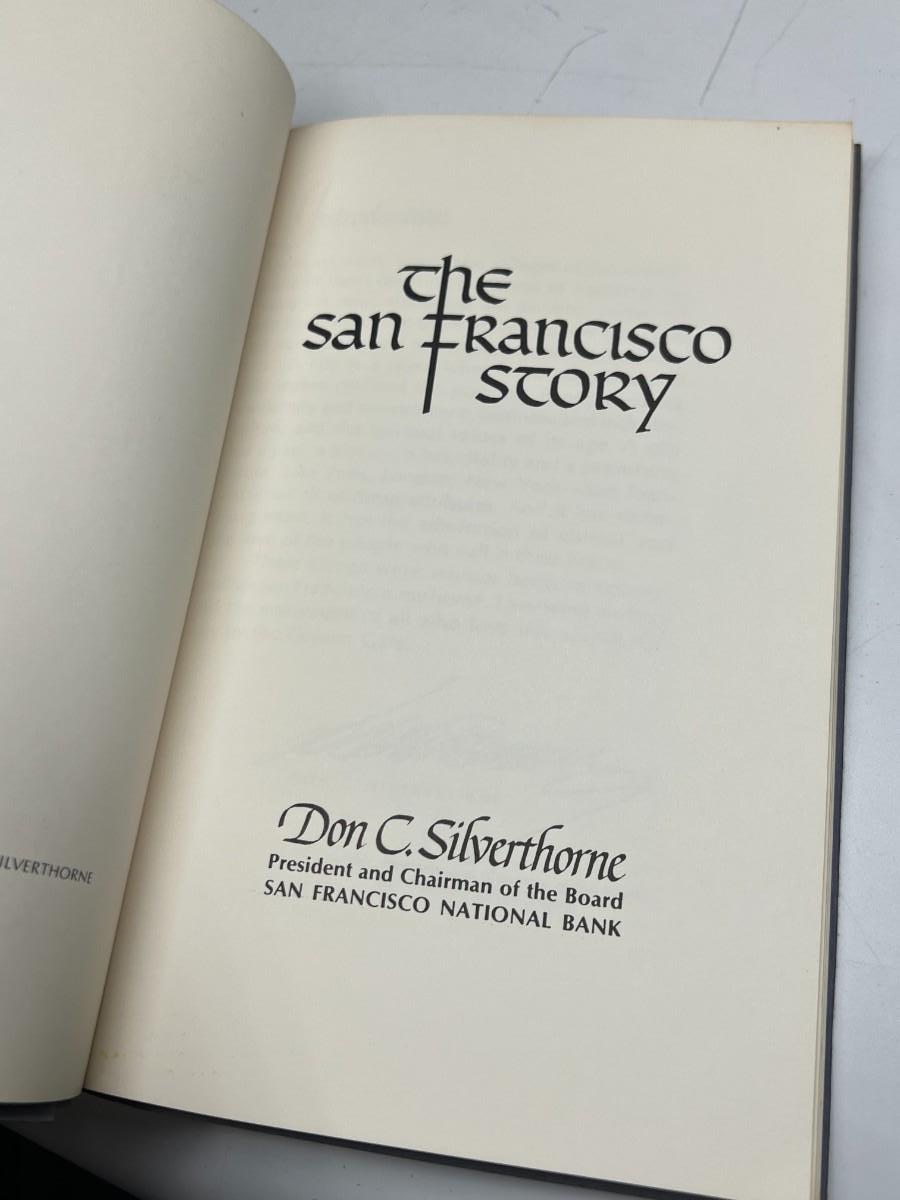 the
san Francisco
story
ILVERTHORNE
Don C. Silverthorne
President and Chairman of the Board
SAN FRANCISCO NATIONAL BANK